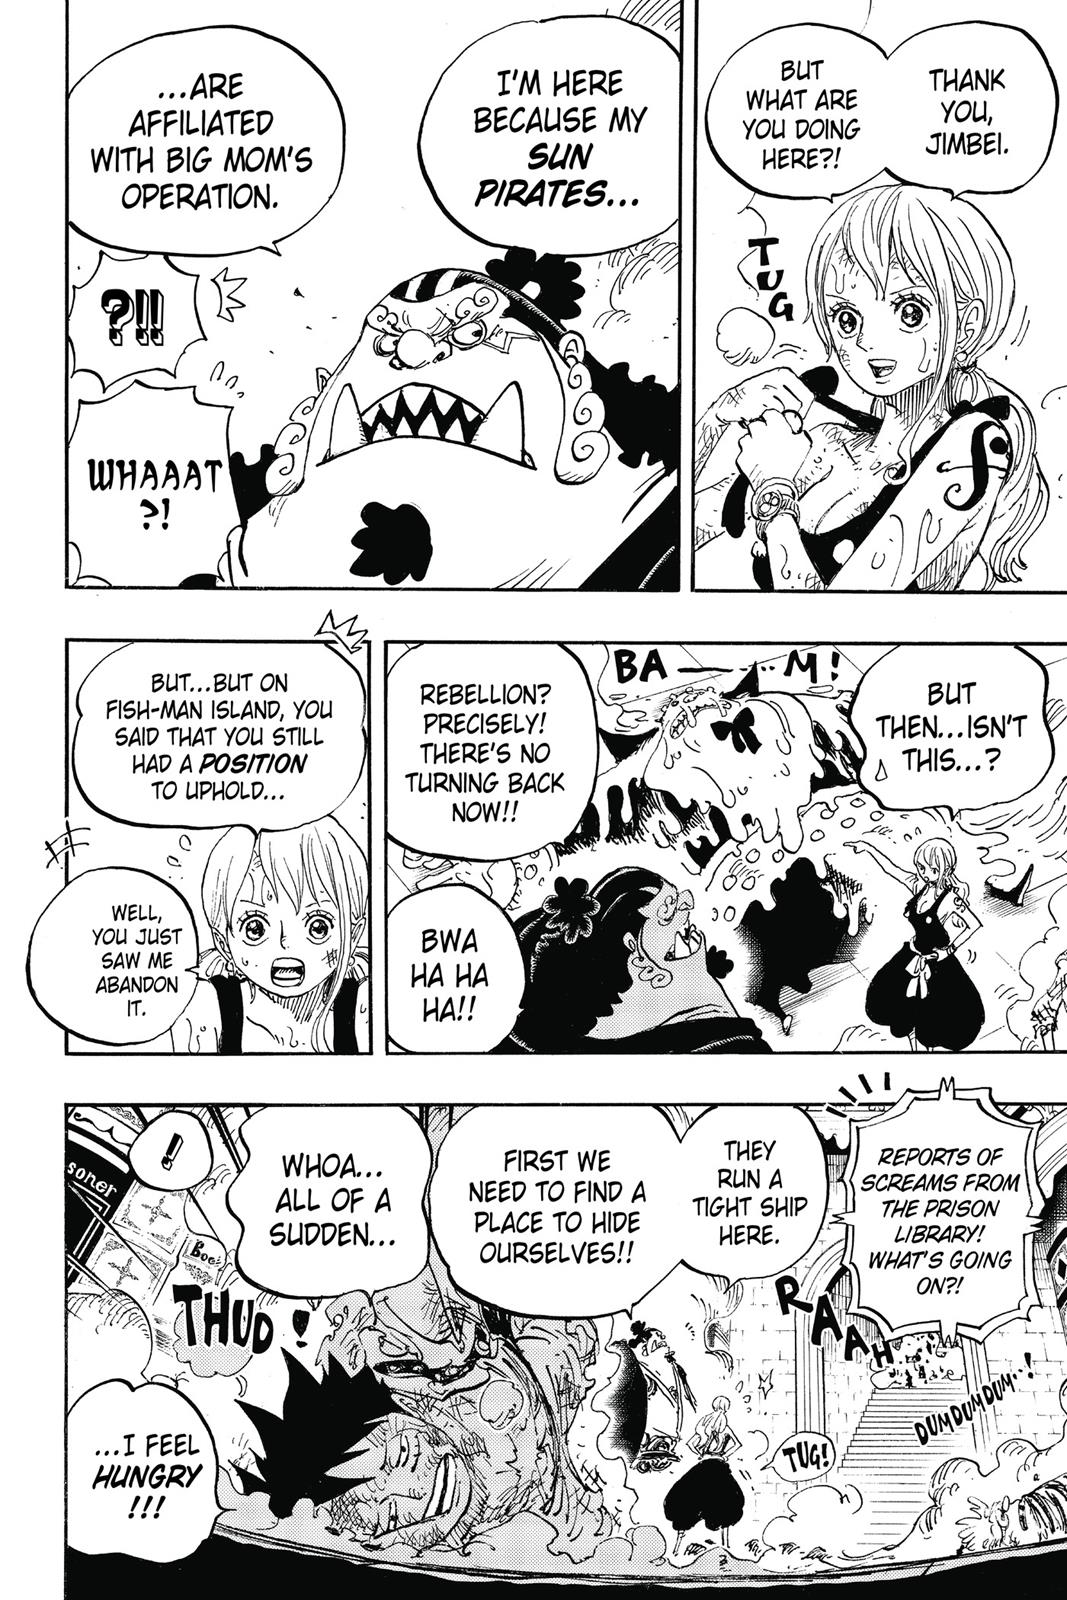 THANK
YOU,
JIMBEI.
BUT
WHAT ARE
YOU DOING
HERE?!
TUG
I'M HERE
BECAUSE MY
SUN
PIRATES...
...ARE
AFFILIATED
WITH BIG MOM'S
OPERATION.
?!!
WHAAAT
?!
BUT
THEN...ISN'T
THIS...?
BA — ... M!
REBELLION?
PRECISELY!
THERE'S NO
TURNING BACK
NOW!!
BWA
HA HA
HA!!
BUT...BUT ON
FISH-MAN ISLAND, YOU
SAID THAT YOU STILL
HAD A POSITION
TO UPHOLD...
WELL,
YOU JUST
SAW ME
ABANDON
IT.
REPORTS OF
SCREAMS FROM
THE PRISON
LIBRARY!
WHAT'S GOING
ON?!
RAAAH
DUMDUMDUM...!
THEY
RUN A
TIGHT SHIP
HERE.
FIRST WE
NEED TO FIND A
PLACE TO HIDE
OURSELVES!!
TUG!
WHOA...
ALL OF A
SUDDEN...
!
soner
Boo
THUD!
...I FEEL
HUNGRY
!!!